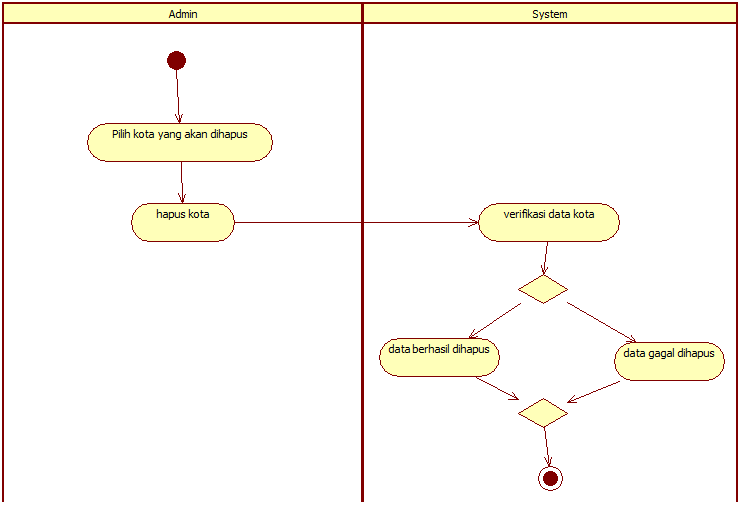 Admin
System
Pilih kota yang akan dihapus
hapus kota
verifikasi data kota
data berhasil dihapus
data gagal dihapus